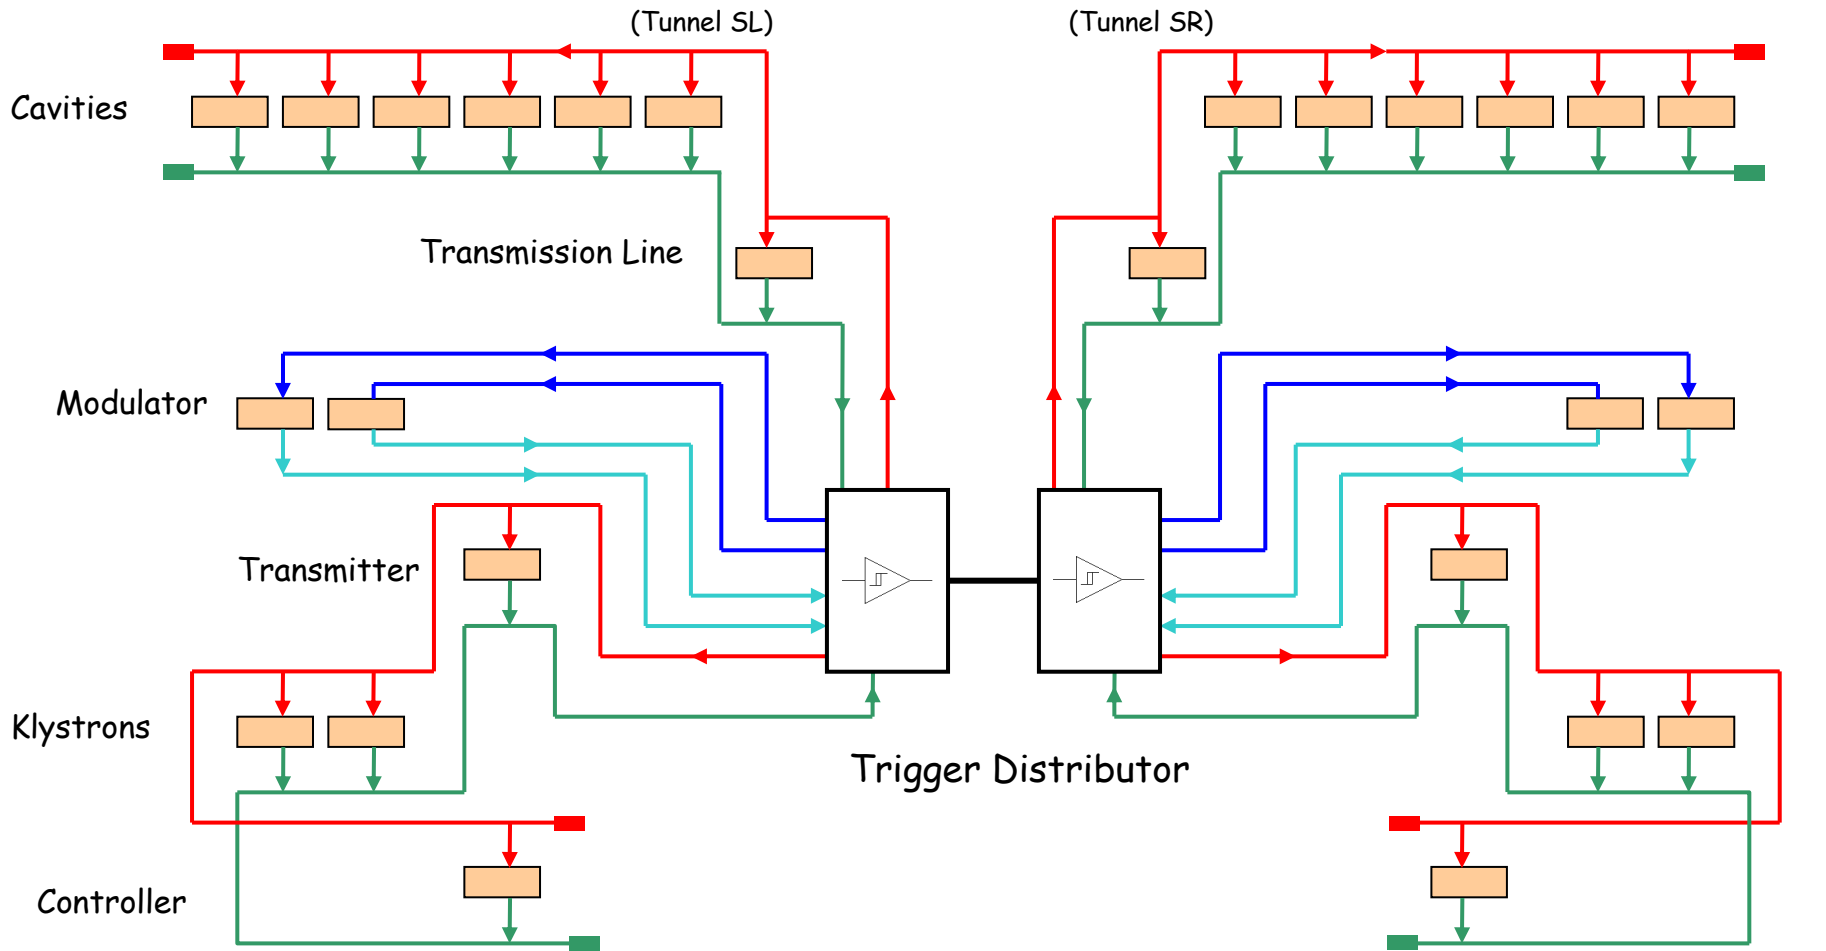 (Tunnel SL)
(Tunnel SR)
Cavities
Transmission Line
Modulator
Transmitter
Klystrons
Trigger Distributor
Controller